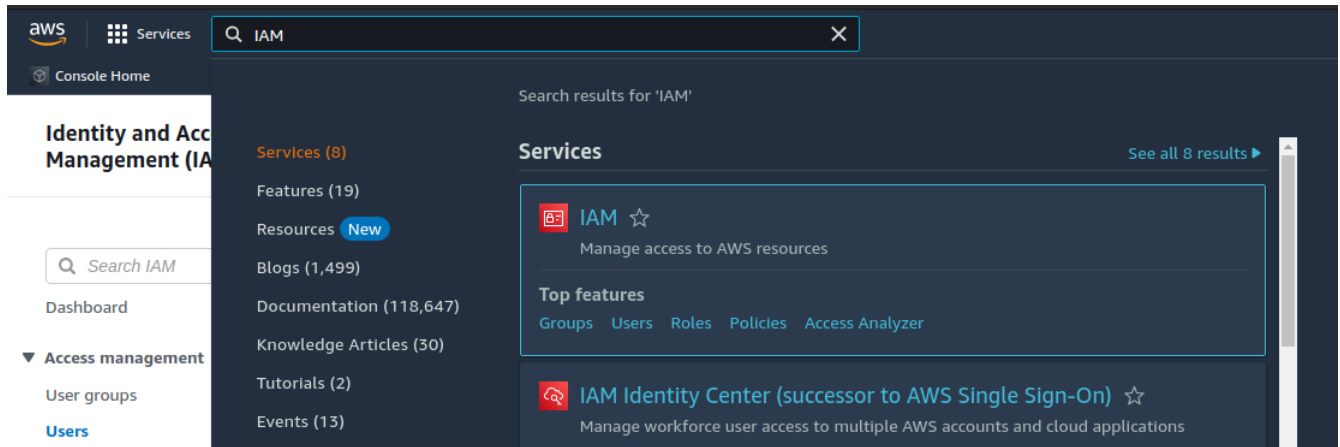 aws
Services
IAM
Console Home
Identity and Acc
Management (IA
Search IAM
Dashboard
Access management
User groups
Users
Services (8)
Features (19)
Resources New
Blogs (1,499)
Documentation (118,647)
Knowledge Articles (30)
Tutorials (2)
Events (13)
Search results for 'IAM'
Services
See all 8 results
IAM
Manage access to AWS resources
Top features
Groups Users Roles Policies Access Analyzer
IAM Identity Center (successor to AWS Single Sign-On)
Manage workforce user access to multiple AWS accounts and cloud applications